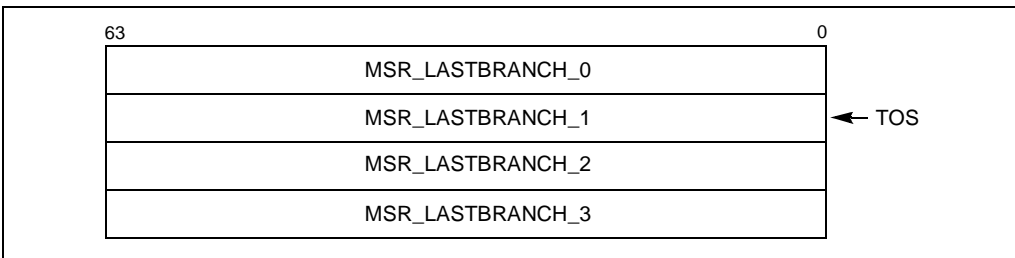 63 0
MSR_LASTBRANCH_0
MSR_LASTBRANCH_1 TOS
MSR_LASTBRANCH_2
MSR_LASTBRANCH_3